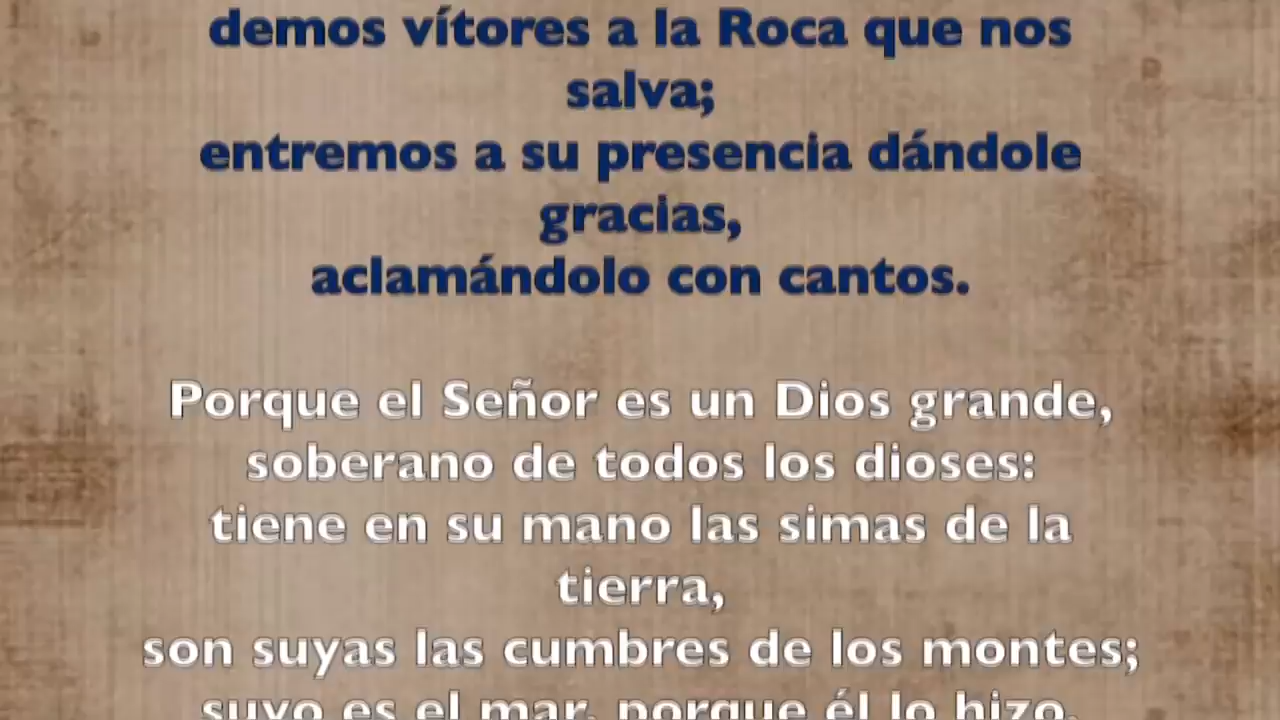 demos vítores a la Roca que nos
salva;
entremos a su presencia dándole
gracias,
aclamándolo con cantos.
Porque el Señor es un Dios grande,
soberano de todos los dioses:
tiene en su mano las simas de la
tierra,
son suyas las cumbres de los montes;
suyo es el mar, porque él lo hizo,